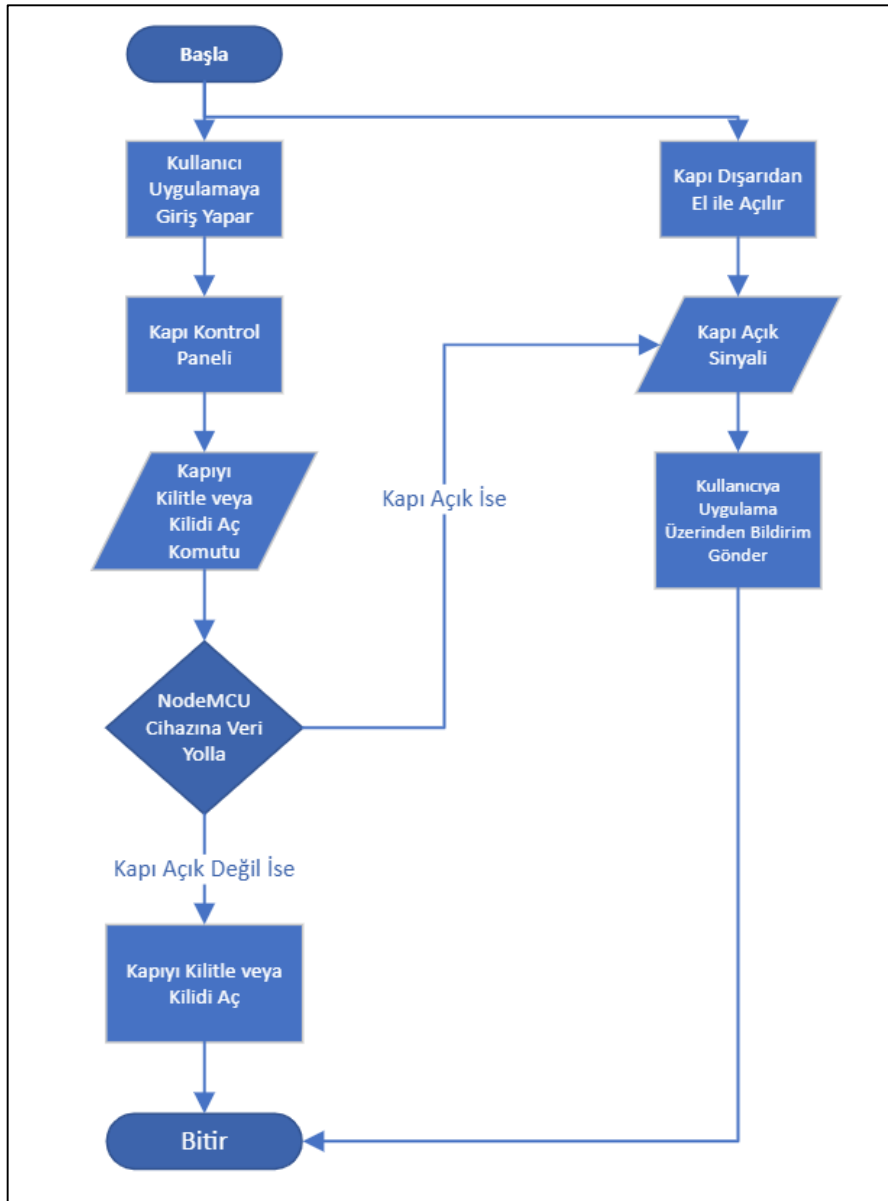 Başla
Kullanıcı
Uygulamaya
Giriş Yapar
Kapı Dışarıdan
El ile Açılır
Kapı Kontrol
Paneli
Kapı Açık
Sinyali
Kapıyı
Kilitle veya
Kilidi Aç
Komutu
Kapı Açık İse
Kullanıcıya
Uygulama
Üzerinden Bildirim
Gönder
NodeMCU
Cihazına Veri
Yolla
Kapı Açık Değil İse
Kapıyı Kilitle veya
Kilidi Aç
Bitir